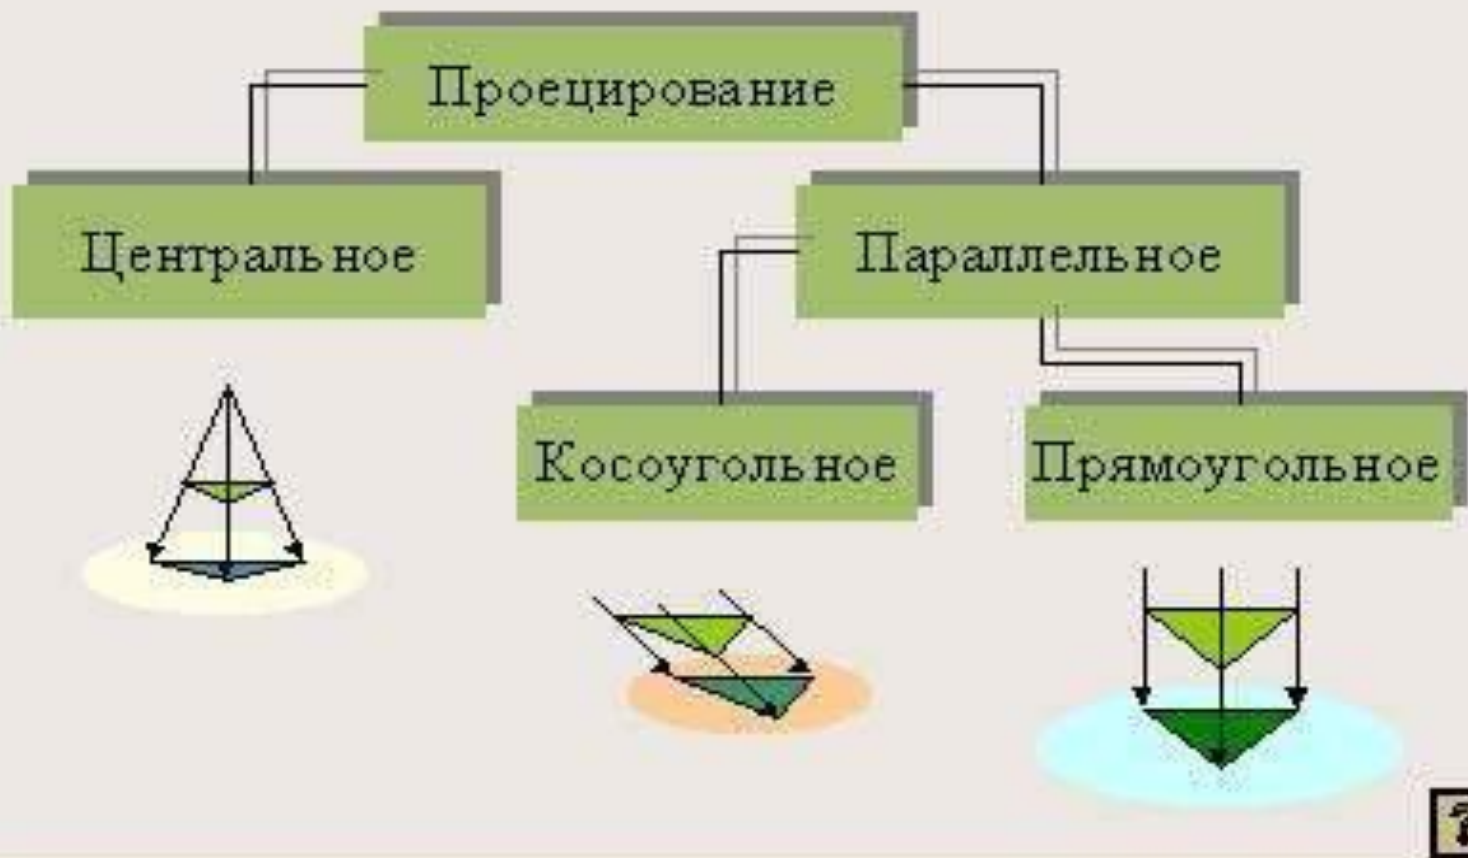 Проецирование
Центральное
Параллельное
Косоугольное
Прямоугольное